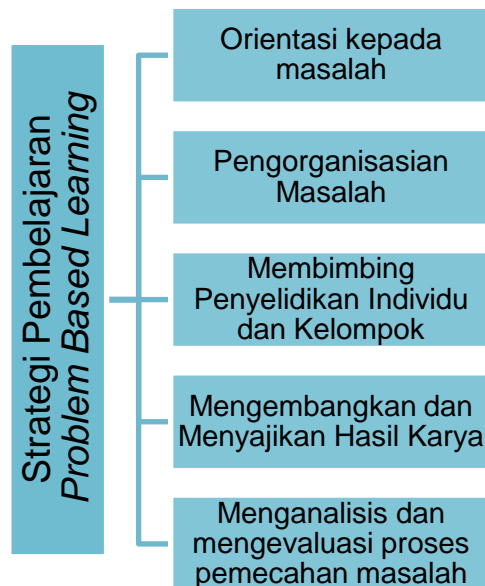 Strategi Pembelajaran
Problem Based Learning
Orientasi kepada
masalah
Pengorganisasian
Masalah
Membimbing
Penyelidikan Individu
dan Kelompok
Mengembangkan dan
Menyajikan Hasil Karya
Menganalisis dan
mengevaluasi proses
pemecahan masalah